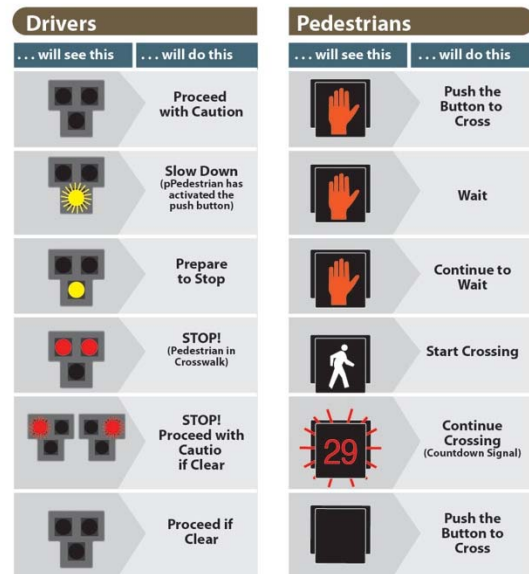 Drivers
. . . will see this
. . . will do this
Proceed
with Caution
Slow Down
(pPedestrian has
activated the
push button)
Prepare
to Stop
STOP!
(Pedestrian in
Crosswalk)
STOP!
Proceed with
Cautio
if Clear
Proceed if
Clear
Pedestrians
. . . will see this
. . . will do this
Push the
Button to
Cross
Wait
Continue to
Wait
Start Crossing
29
Continue
Crossing
(Countdown Signal)
Push the
Button to
Cross